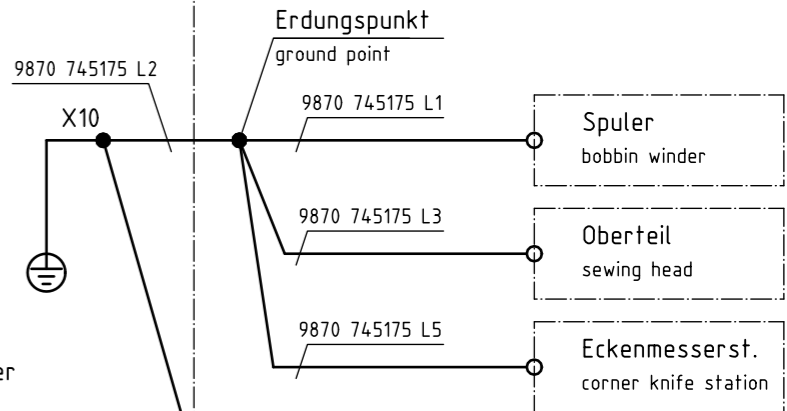 Erdungspunkt
ground point
9870 745175 L2
9870 745175 L1
X10
Spuler
bobbin winder
9870 745175 L3
Oberteil
sewing head
9870 745175 L5
Eckenmesserst.
corner knife station
er